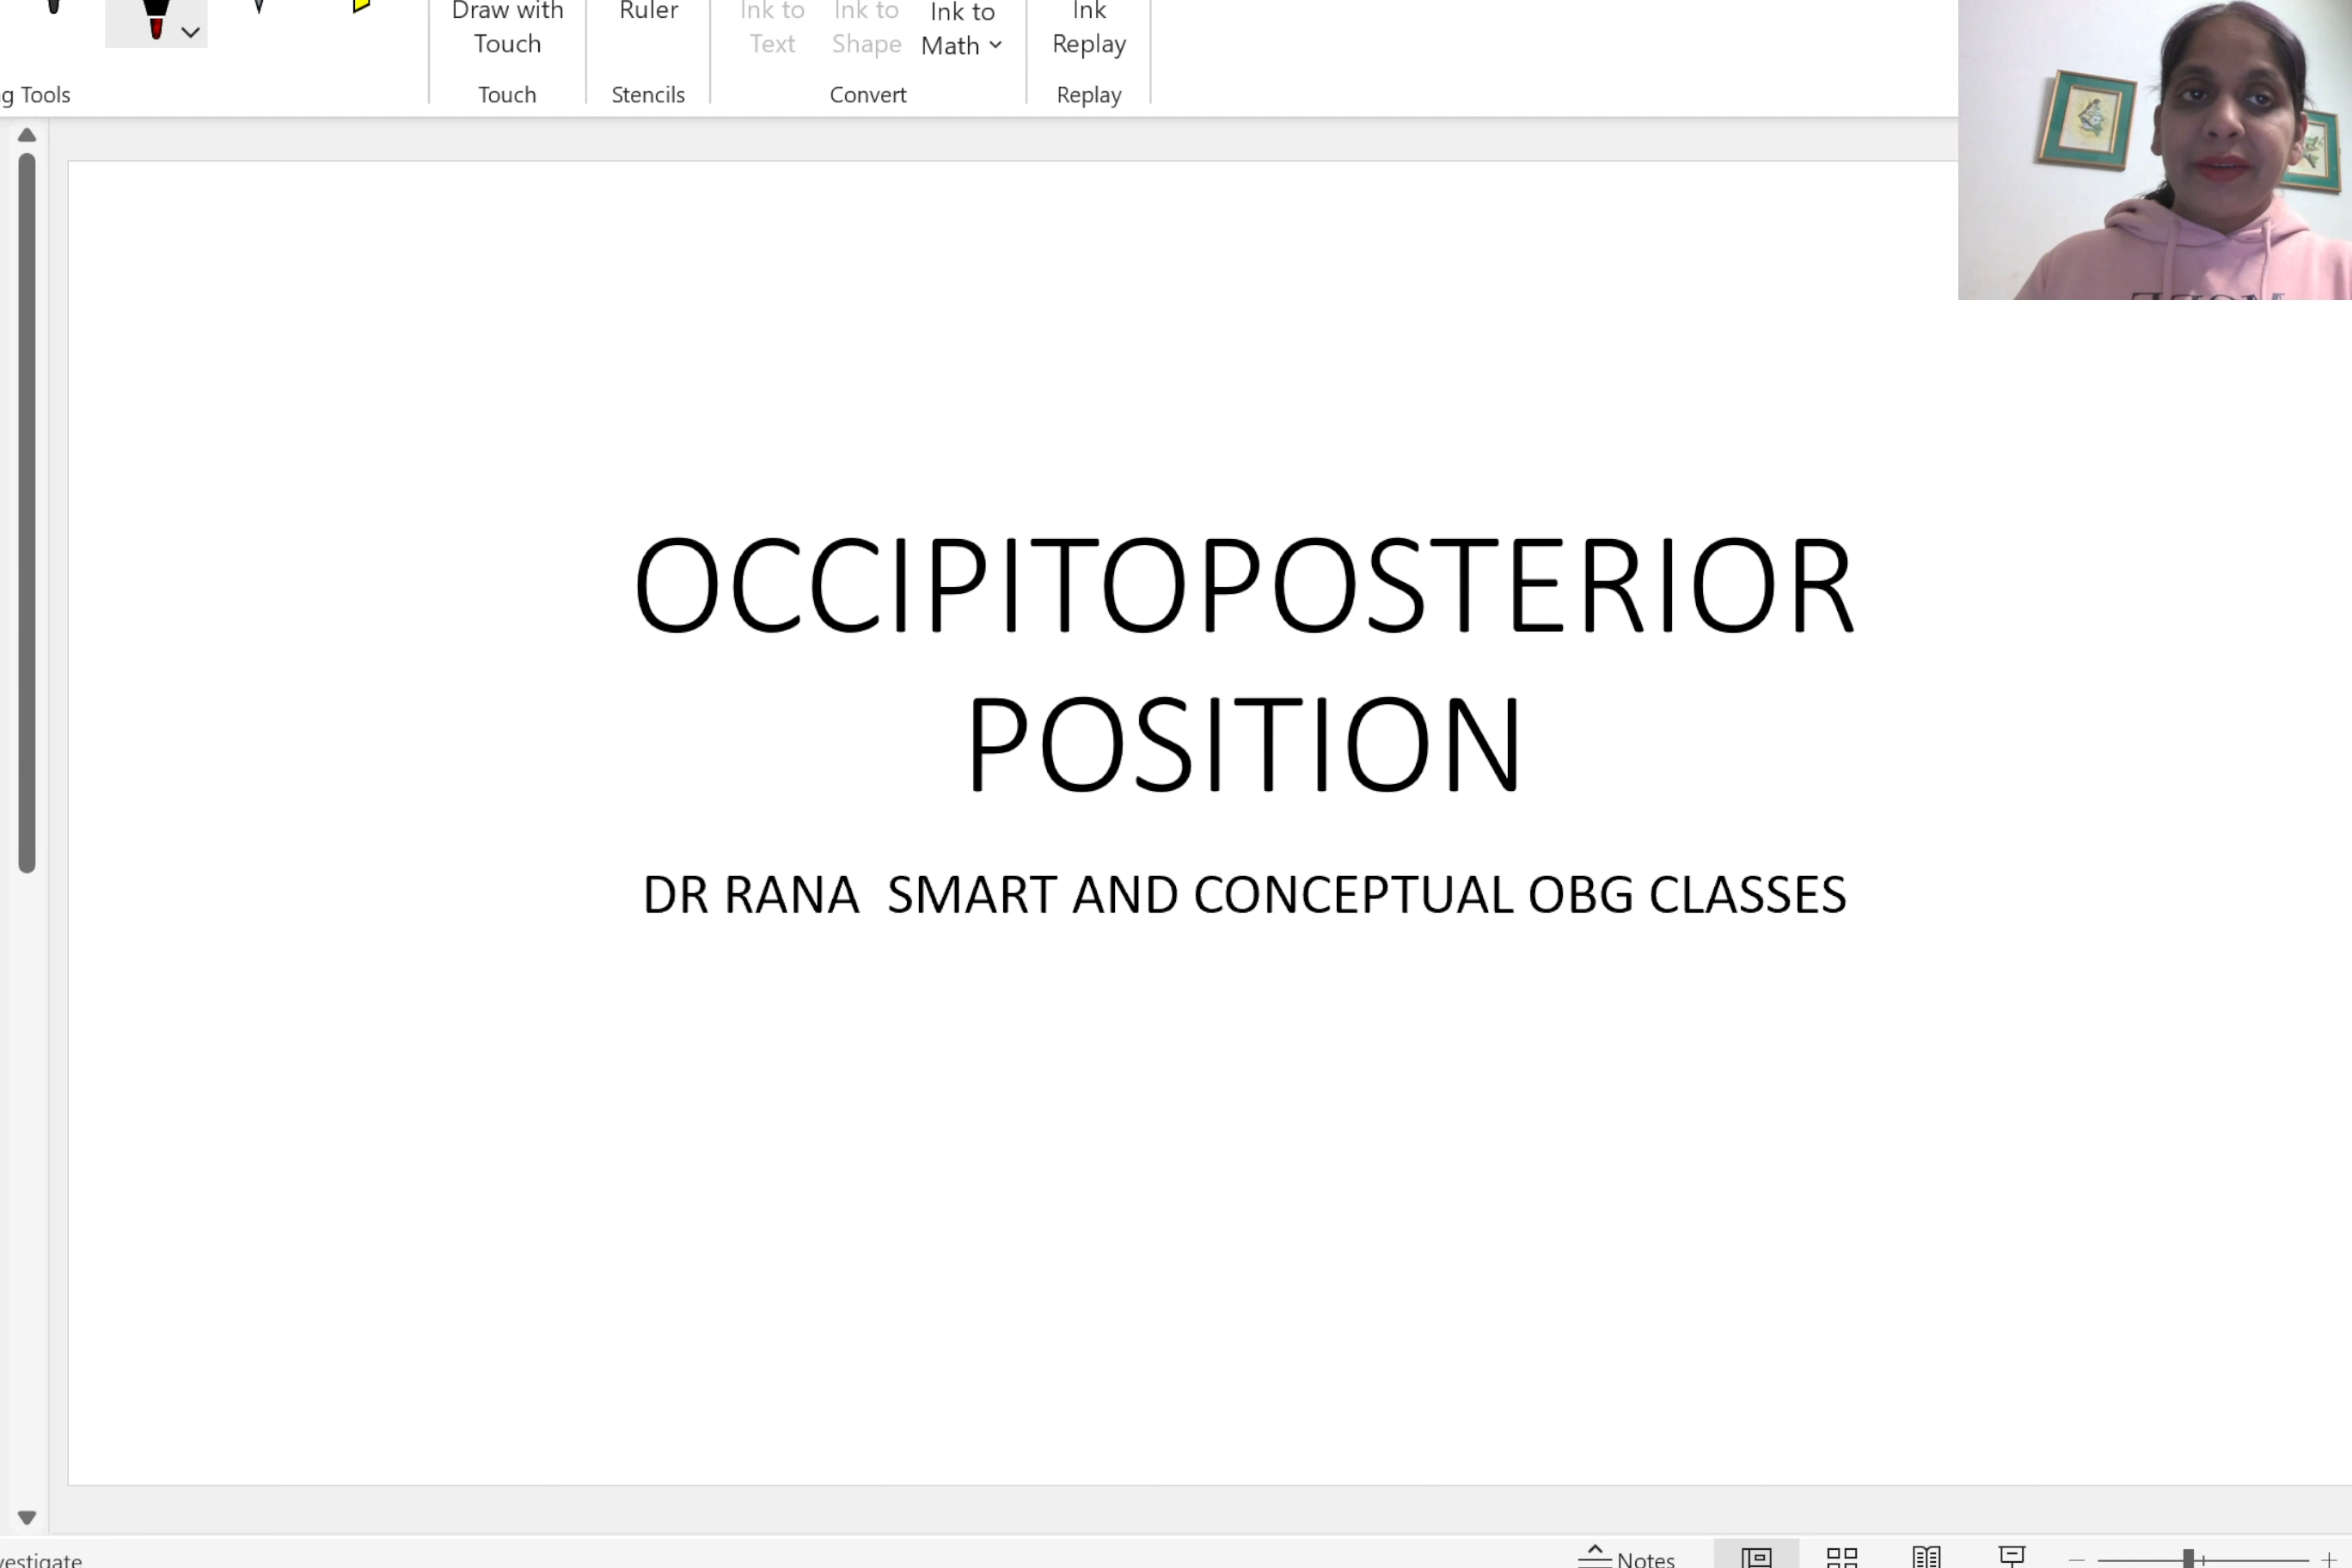 Draw with
Touch
Ruler
Ink to
Text
Ink to
Shape
Ink to
Math
Ink
Replay
g Tools
Touch
Stencils
Convert
Replay
OCCIPITOPOSTERIOR
POSITION
DR RANA  SMART AND CONCEPTUAL OBG CLASSES
vestigate
Notes